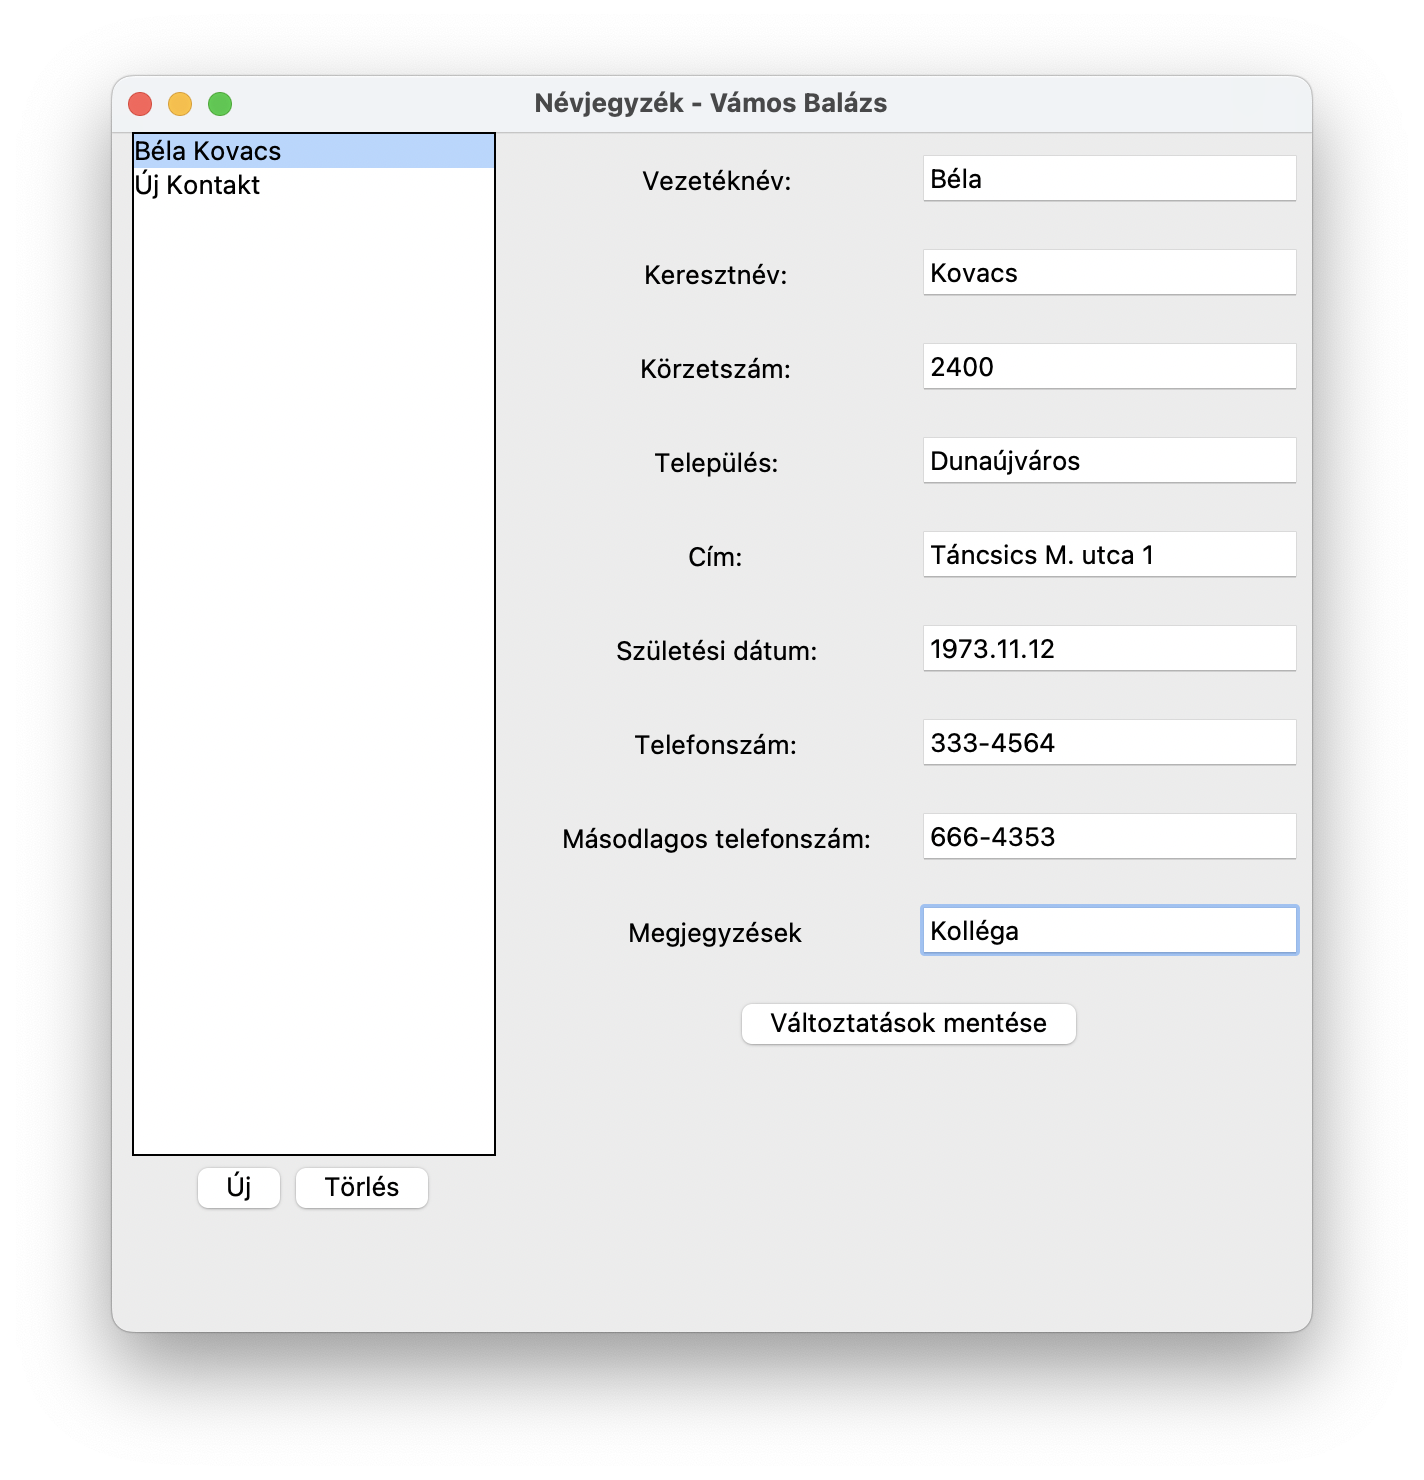 Névjegyzék - Vámos Balázs
Béla Kovacs
Új Kontakt
Vezetéknév: Béla
Keresztnév: Kovacs
Körzetszám: 2400
Település: Dunaújváros
Cím: Táncsics M. utca 1
Születési dátum: 1973.11.12
Telefonszám: 333-4564
Másodlagos telefonszám: 666-4353
Megjegyzések Kolléga
Változtatások mentése
Új Törlés